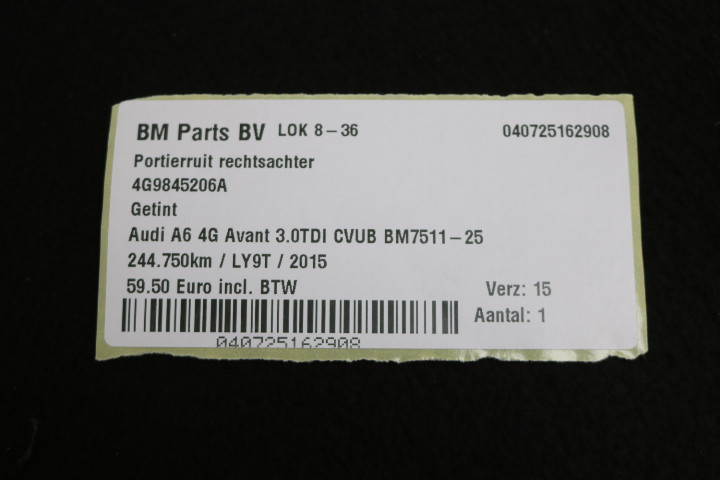 BM Parts BV LOK 8-36 040725162908
Portierruit rechtsachter
4G9845206A
Getint
Audi A6 4G Avant 3.0TDI CVUB BM7511-25
244.750km / LY9T / 2015
59.50 Euro incl. BTW Verz: 15
Aantal: 1
040725162908